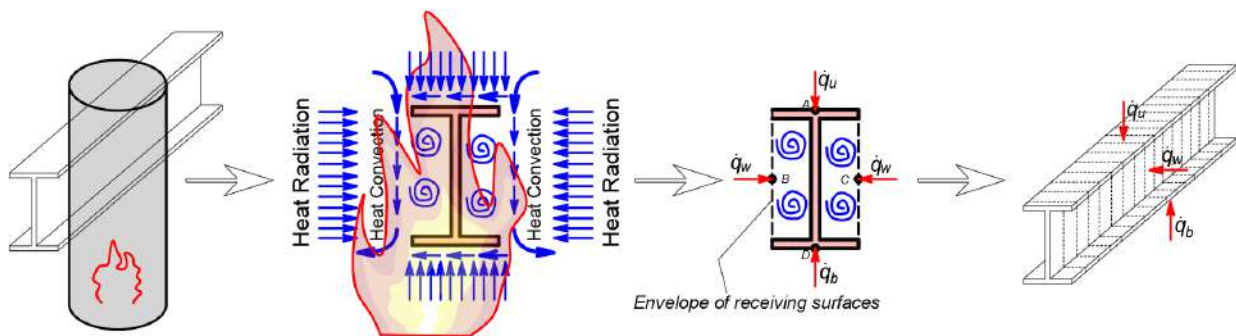 Heat Radiation
Heat Convection
Heat Convection
Heat Radiation
q̇u
A
q̇w
B
C
q̇w
D
q̇b
Envelope of receiving surfaces
q̇u
q̇w
q̇b